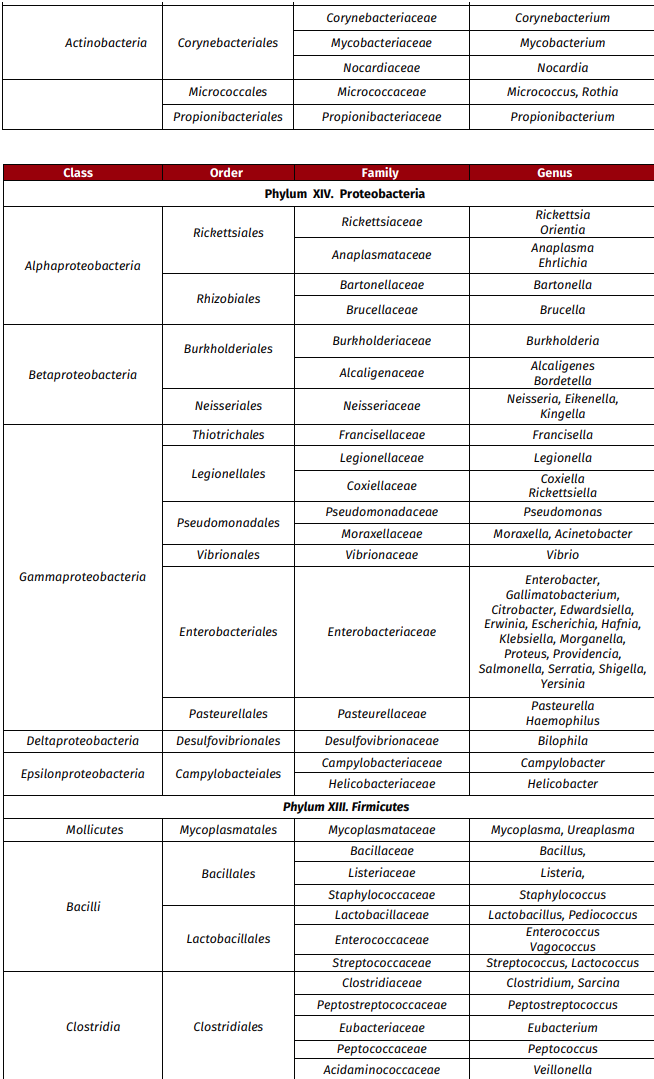 Actinobacteria Corynebacteriales Corynebacteriaceae Corynebacterium
Mycobacteriaceae Mycobacterium
Nocardiaceae Nocardia
Micrococcales Micrococcaceae Micrococcus, Rothia
Propionibacteriales Propionibacteriaceae Propionibacterium
Class Order Family Genus
Phylum XIV. Proteobacteria
Alphaproteobacteria Rickettsiales Rickettsiaceae Rickettsia
Orientia
Anaplasmataceae Anaplasma
Ehrlichia
Rhizobiales Bartonellaceae Bartonella
Brucellaceae Brucella
Betaproteobacteria Burkholderiales Burkholderiaceae Burkholderia
Alcaligenaceae Alcaligenes
Bordetella
Neisseriales Neisseriaceae Neisseria, Eikenella,
Kingella
Gammaproteobacteria Thiotrichales Francisellaceae Francisella
Legionellales Legionellaceae Legionella
Coxiellaceae Coxiella
Rickettsiella
Pseudomonadales Pseudomonadaceae Pseudomonas
Moraxellaceae Moraxella, Acinetobacter
Vibrionales Vibrionaceae Vibrio
Enterobacteriales Enterobacteriaceae Enterobacter,
Gallimatobacterium,
Citrobacter, Edwardsiella,
Erwinia, Escherichia, Hafnia,
Klebsiella, Morganella,
Proteus, Providencia,
Salmonella, Serratia, Shigella,
Yersinia
Pasteurellales Pasteurellaceae Pasteurella
Haemophilus
Deltaproteobacteria Desulfovibrionales Desulfovibrionaceae Bilophila
Epsilonproteobacteria Campylobacteiales Campylobacteriaceae Campylobacter
Helicobacteriaceae Helicobacter
Phylum XIII. Firmicutes
Mollicutes Mycoplasmatales Mycoplasmataceae Mycoplasma, Ureaplasma
Bacilli Bacillales Bacillaceae Bacillus,
Listeriaceae Listeria,
Staphylococcaceae Staphylococcus
Lactobacillales Lactobacillaceae Lactobacillus, Pediococcus
Enterococcaceae Enterococcus
Vagococcus
Streptococcaceae Streptococcus, Lactococcus
Clostridia Clostridiales Clostridiaceae Clostridium, Sarcina
Peptostreptococcaceae Peptostreptococcus
Eubacteriaceae Eubacterium
Peptococcaceae Peptococcus
Acidaminococcaceae Veillonella